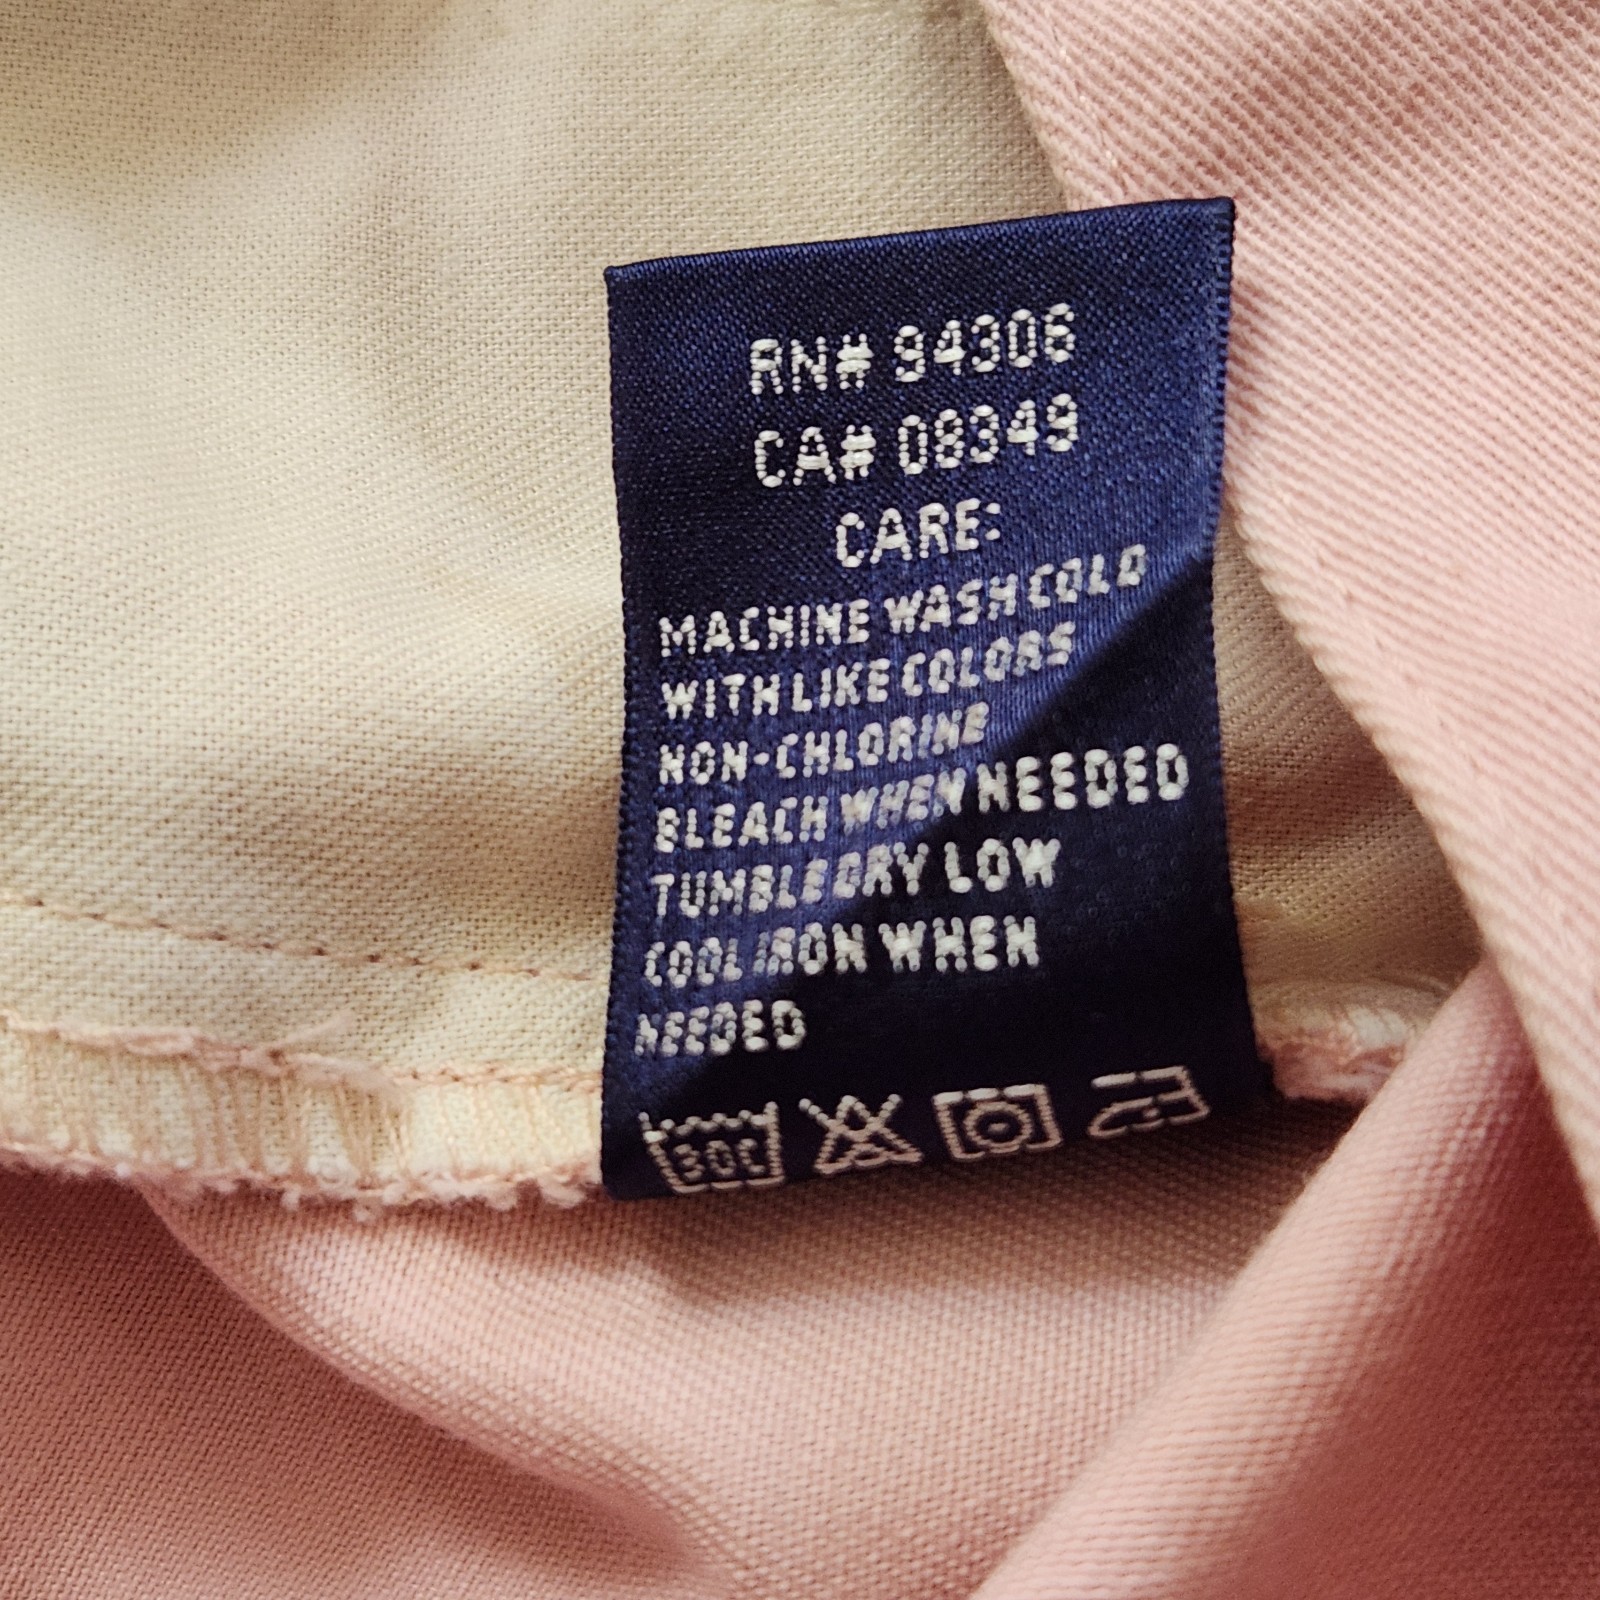 RN# 94306
CA# 08349
CARE:
MACHINE WASH COLD
WITH LIKE COLORS
NON-CHLORINE
BLEACH WHEN NEEDED
TUMBLE DRY LOW
COOL IRON WHEN
NEEDED
30C